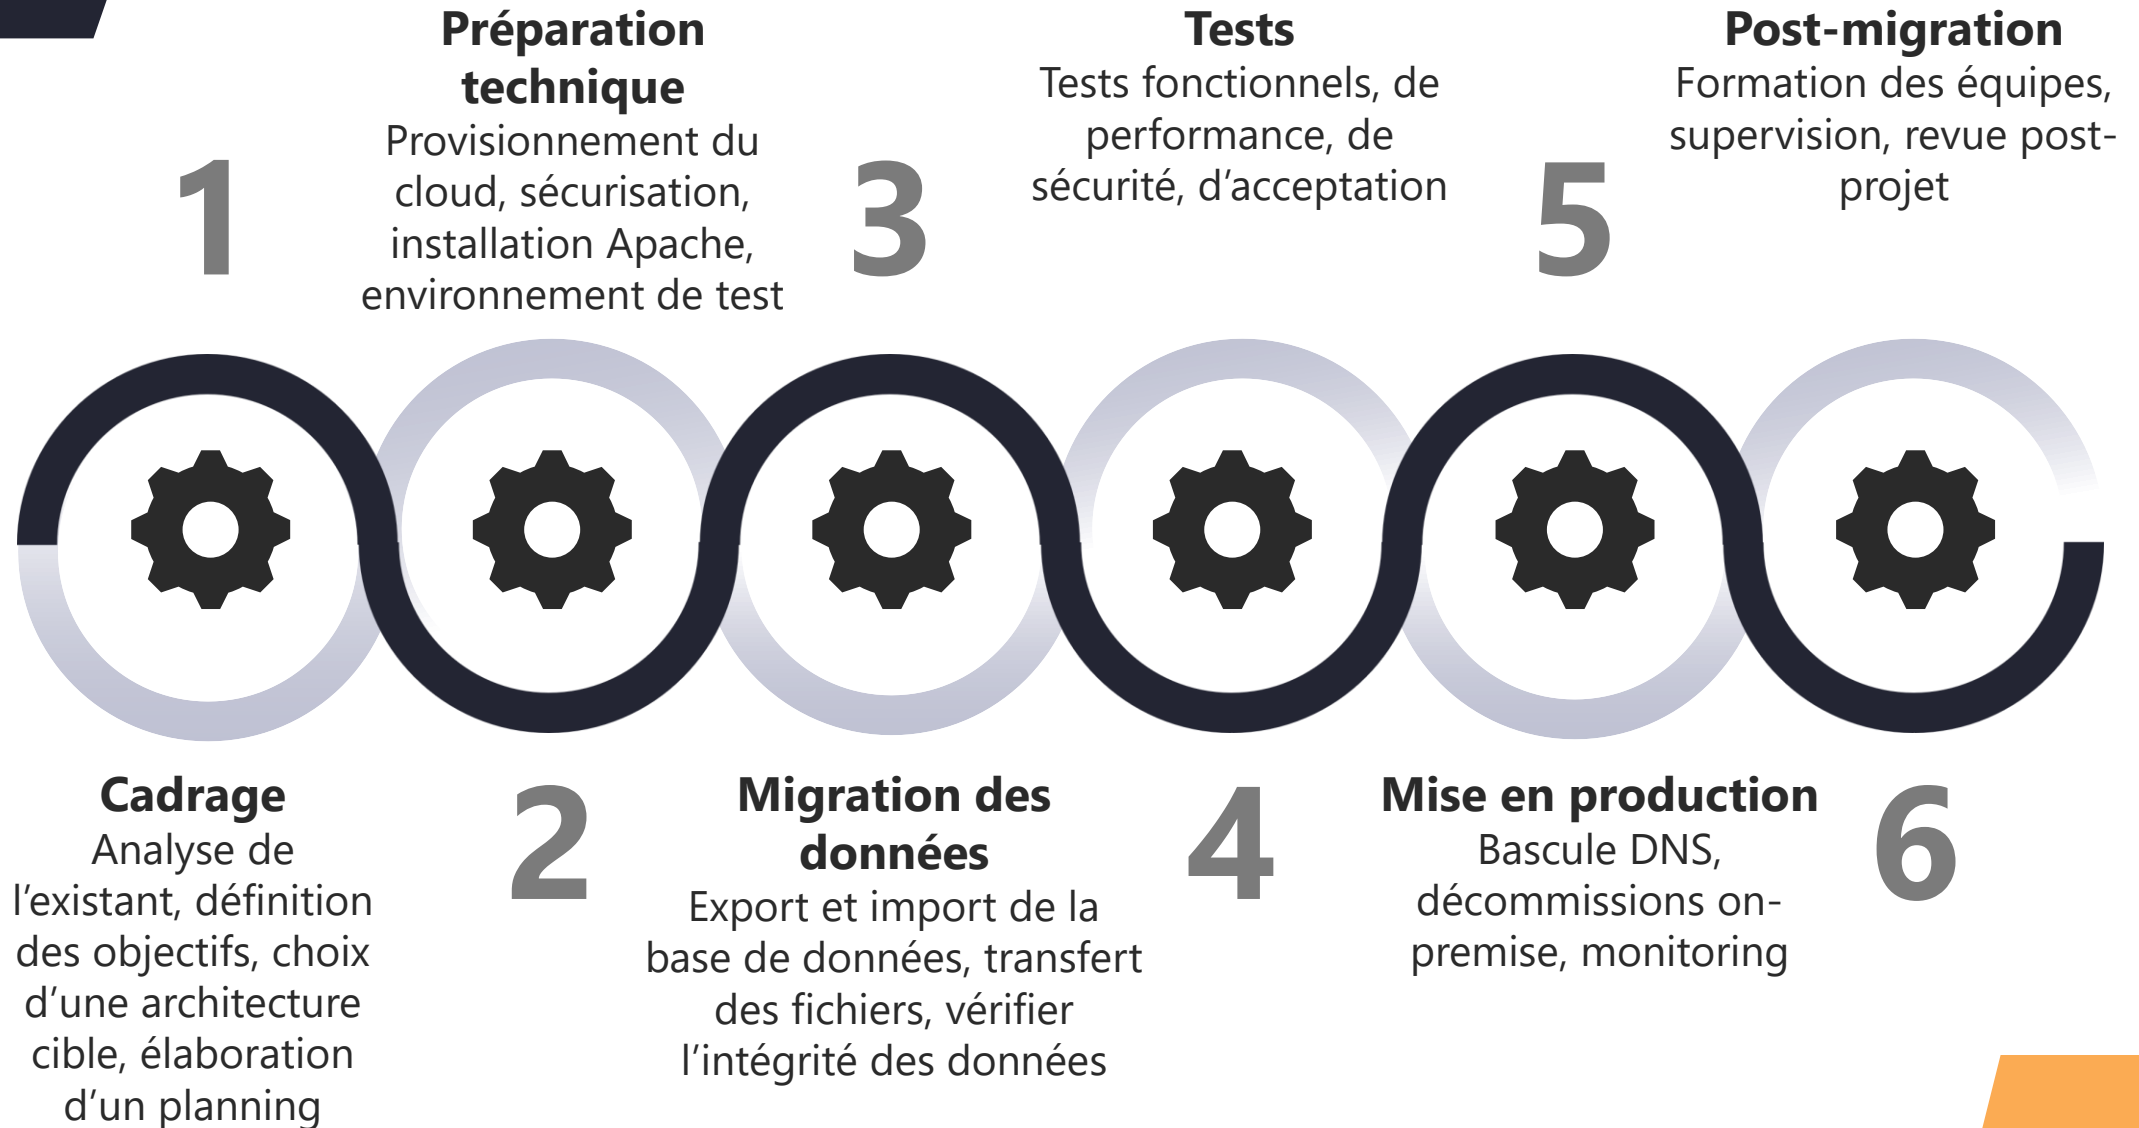 1
Cadrage
Analyse de
l’existant, définition
des objectifs, choix
d’une architecture
cible, élaboration
d’un planning
2
Préparation
technique
Provisionnement du
cloud, sécurisation,
installation Apache,
environnement de test
3
Migration des
données
Export et import de la
base de données, transfert
des fichiers, vérifier
l’intégrité des données
4
Tests
Tests fonctionnels, de
performance, de
sécurité, d’acceptation
5
Mise en production
Bascule DNS,
décommissions on-
premise, monitoring
6
Post-migration
Formation des équipes,
supervision, revue post-
projet